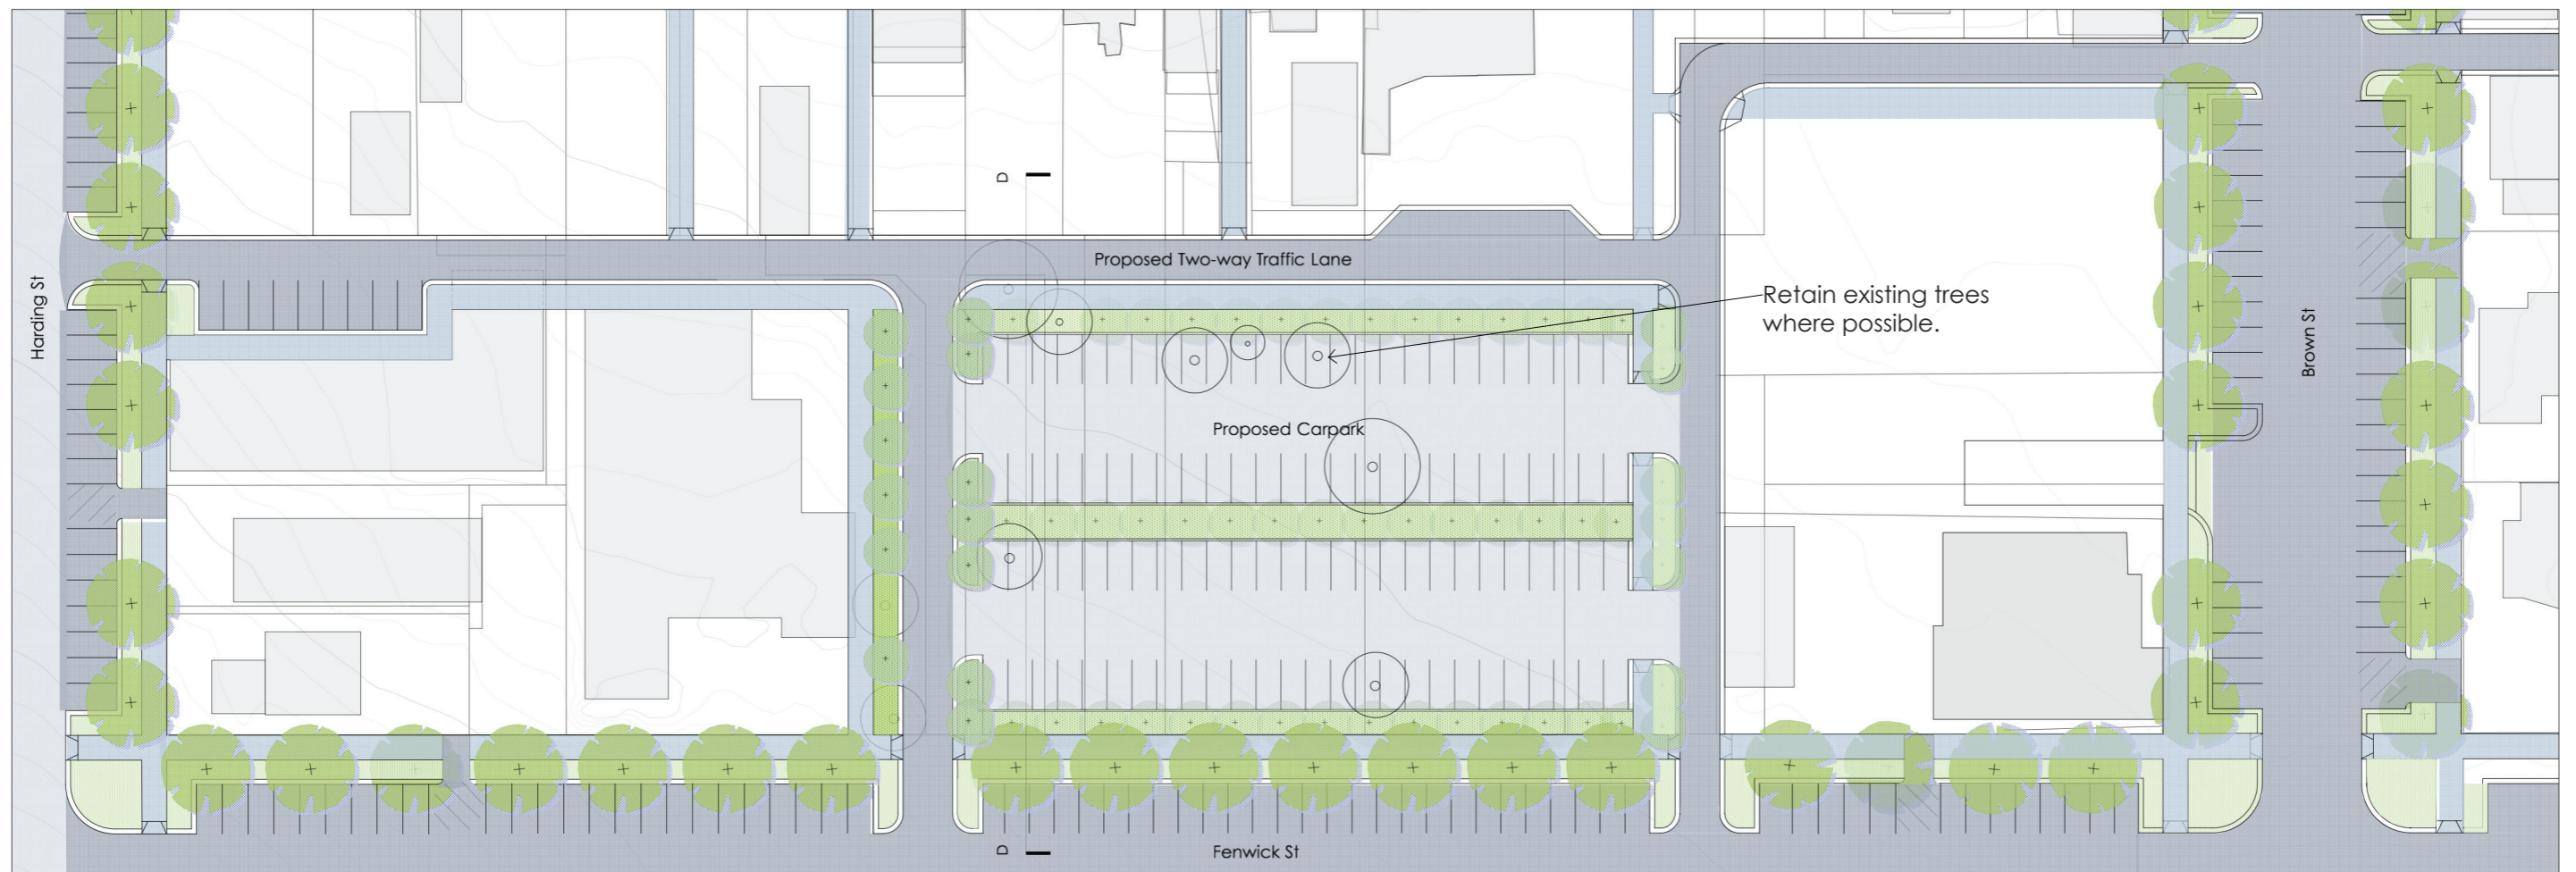 D
Proposed Two-way Traffic Lane
Retain existing trees
where possible.
Harding St
Brown St
Proposed Carpark
D
Fenwick St